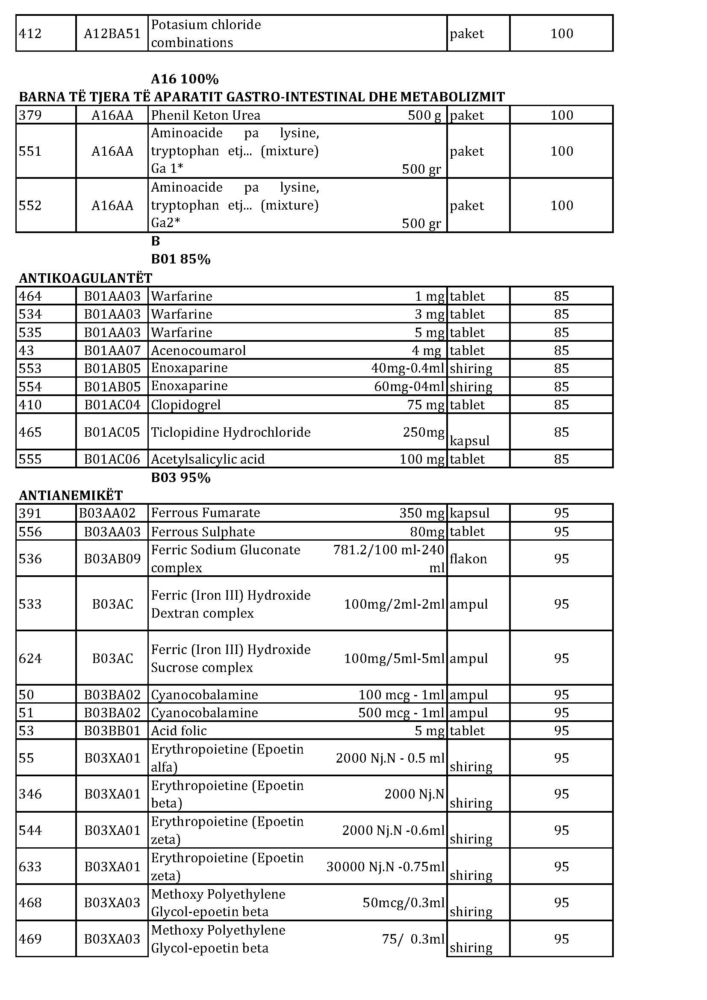 412 A12BA51 Potasium chloride combinations paket 100
A16 100%
BARNA TË TJERA TË APARATIT GASTRO-INTESTINAL DHE METABOLIZMIT
379 A16AA Phenil Keton Urea 500 g paket 100
551 A16AA Aminoacide pa lysine, tryptophan etj... (mixture) Ga 1* 500 gr paket 100
552 A16AA Aminoacide pa lysine, tryptophan etj... (mixture) Ga2* 500 gr paket 100
B
B01 85%
ANTIKOAGULANTËT
464 B01AA03 Warfarine 1 mg tablet 85
534 B01AA03 Warfarine 3 mg tablet 85
535 B01AA03 Warfarine 5 mg tablet 85
43 B01AA07 Acenocoumarol 4 mg tablet 85
553 B01AB05 Enoxaparine 40mg-0.4ml shiring 85
554 B01AB05 Enoxaparine 60mg-04ml shiring 85
410 B01AC04 Clopidogrel 75 mg tablet 85
465 B01AC05 Ticlopidine Hydrochloride 250mg kapsul 85
555 B01AC06 Acetylsalicylic acid 100 mg tablet 85
B03 95%
ANTIANEMIKËT
391 B03AA02 Ferrous Fumarate 350 mg kapsul 95
556 B03AA03 Ferrous Sulphate 80mg tablet 95
536 B03AB09 Ferric Sodium Gluconate complex 781.2/100 ml-240 ml flakon 95
533 B03AC Ferric (Iron III) Hydroxide Dextran complex 100mg/2ml-2ml ampul 95
624 B03AC Ferric (Iron III) Hydroxide Sucrose complex 100mg/5ml-5ml ampul 95
50 B03BA02 Cyanocobalamine 100 mcg - 1ml ampul 95
51 B03BA02 Cyanocobalamine 500 mcg - 1ml ampul 95
53 B03BB01 Acid folic 5 mg tablet 95
55 B03XA01 Erythropoietine (Epoetin alfa) 2000 Nj.N - 0.5 ml shiring 95
346 B03XA01 Erythropoietine (Epoetin beta) 2000 Nj.N shiring 95
544 B03XA01 Erythropoietine (Epoetin zeta) 2000 Nj.N -0.6ml shiring 95
633 B03XA01 Erythropoietine (Epoetin zeta) 30000 Nj.N -0.75ml shiring 95
468 B03XA03 Methoxy Polyethylene Glycol-epoetin beta 50mcg/0.3ml shiring 95
469 B03XA03 Methoxy Polyethylene Glycol-epoetin beta 75/ 0.3ml shiring 95